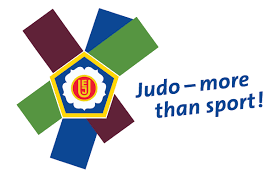 Judo – more
than sport!